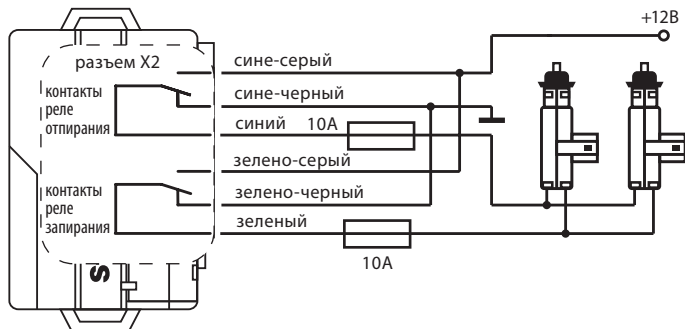 +12В
разъем X2
сине-серый
контакты
реле
отпирания
сине-черный
синий 10А
зелено-серый
контакты
реле
запирания
зелено-черный
зеленый
10А
S